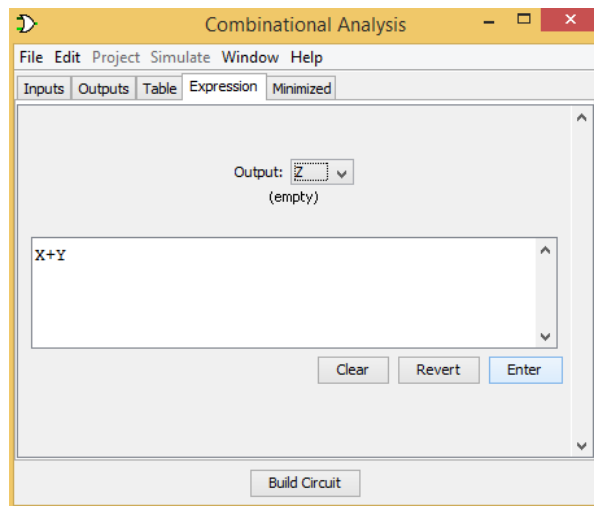 Combinational Analysis
File Edit Project Simulate Window Help
Inputs Outputs Table Expression Minimized
Output: Z
(empty)
X+Y
Clear Revert Enter
Build Circuit